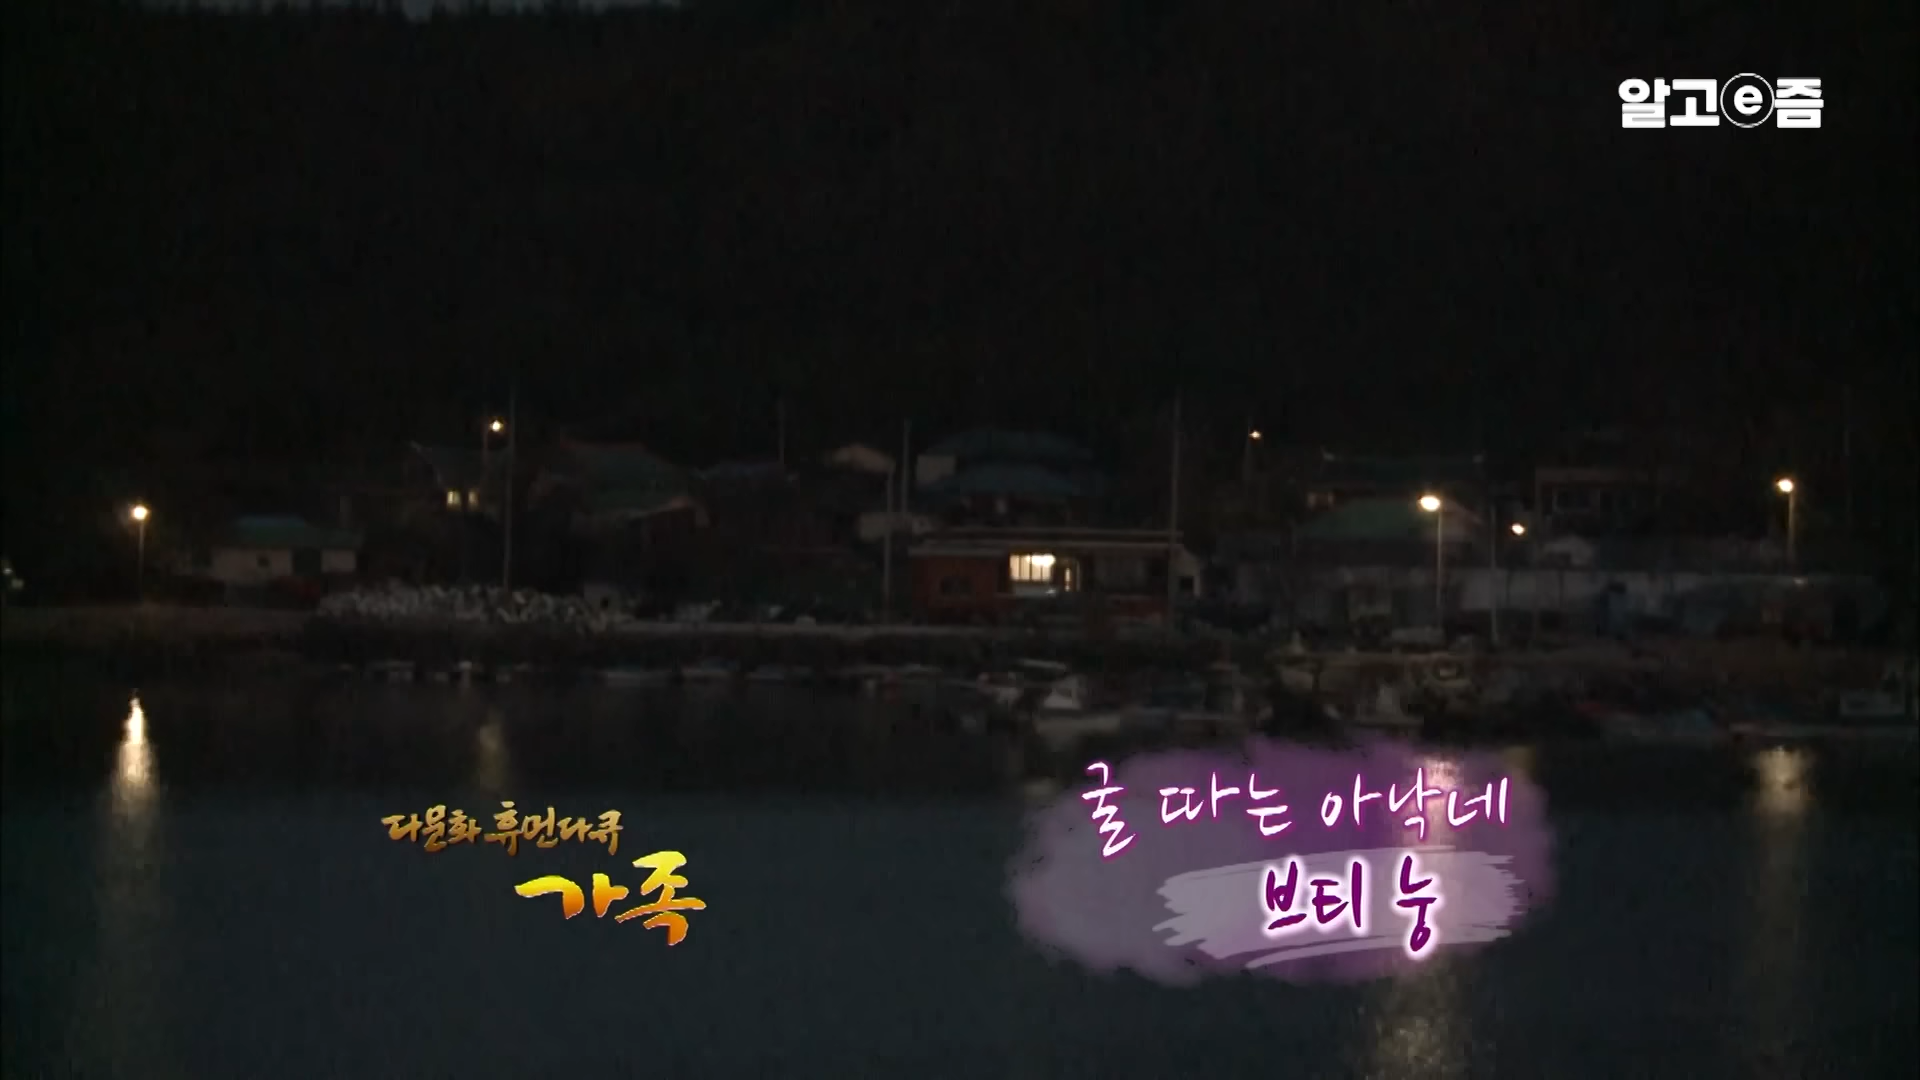 알고e즘
다문화 휴먼다큐
가족
굴 따는 아낙네
브티 눙